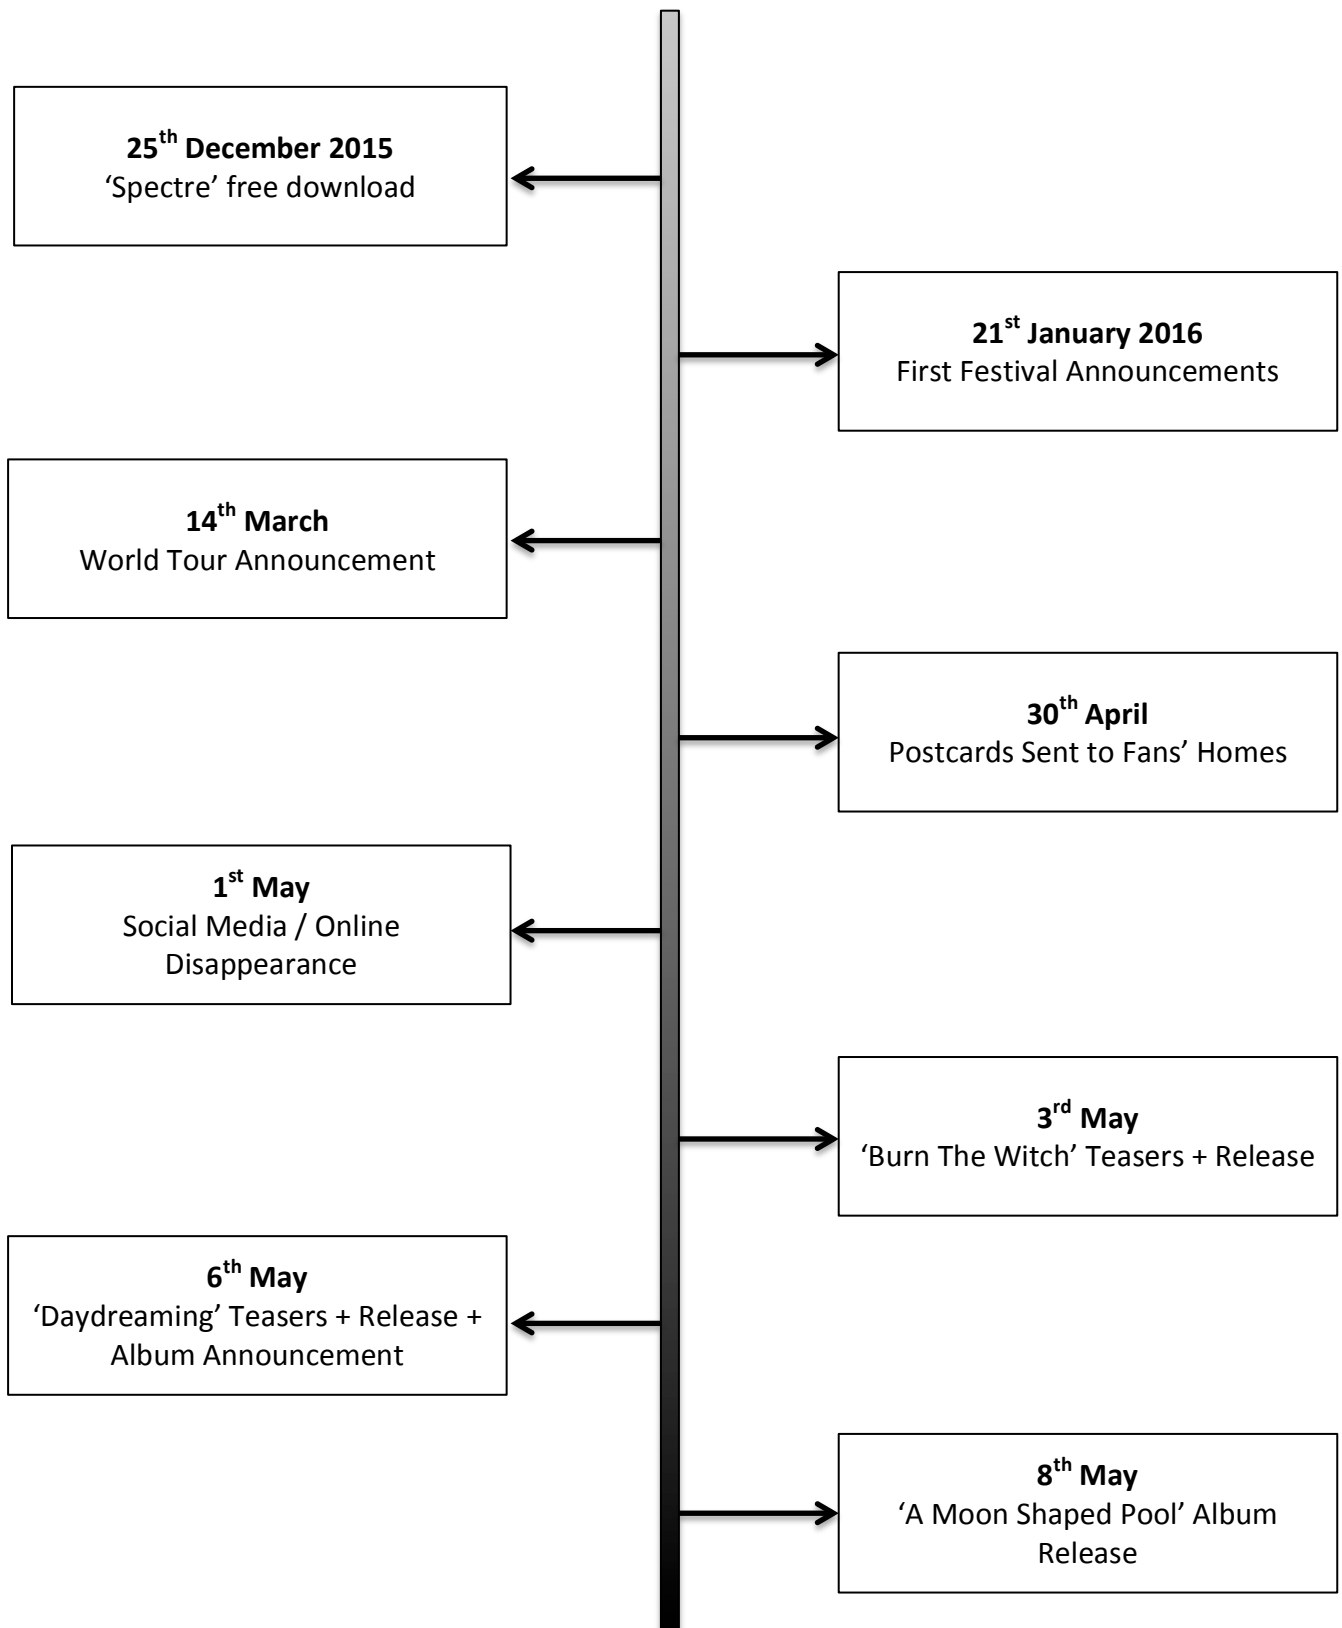 25th December 2015
‘Spectre’ free download
21st January 2016
First Festival Announcements
14th March
World Tour Announcement
30th April
Postcards Sent to Fans’ Homes
1st May
Social Media / Online
Disappearance
3rd May
‘Burn The Witch’ Teasers + Release
6th May
‘Daydreaming’ Teasers + Release +
Album Announcement
8th May
‘A Moon Shaped Pool’ Album
Release